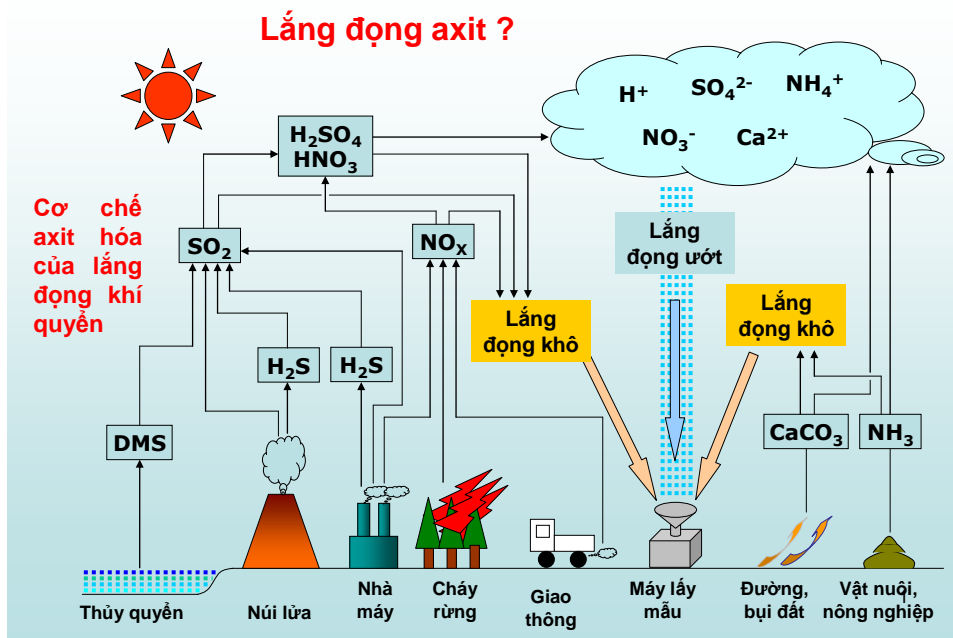 Lắng đọng axit ?
H⁺ SO₄²⁻ NH₄⁺
NO₃⁻ Ca²⁺
H₂SO₄
HNO₃
Cơ chế
axit hóa
của lắng
đọng khí
quyển
SO₂
NOₓ
Lắng
đọng ướt
Lắng
đọng khô
Lắng
đọng khô
H₂S
H₂S
DMS
CaCO₃
NH₃
Thủy quyển
Núi lửa
Nhà
máy
Cháy
rừng
Giao
thông
Máy lấy
mẫu
Đường,
bụi đất
Vật nuôi,
nông nghiệp